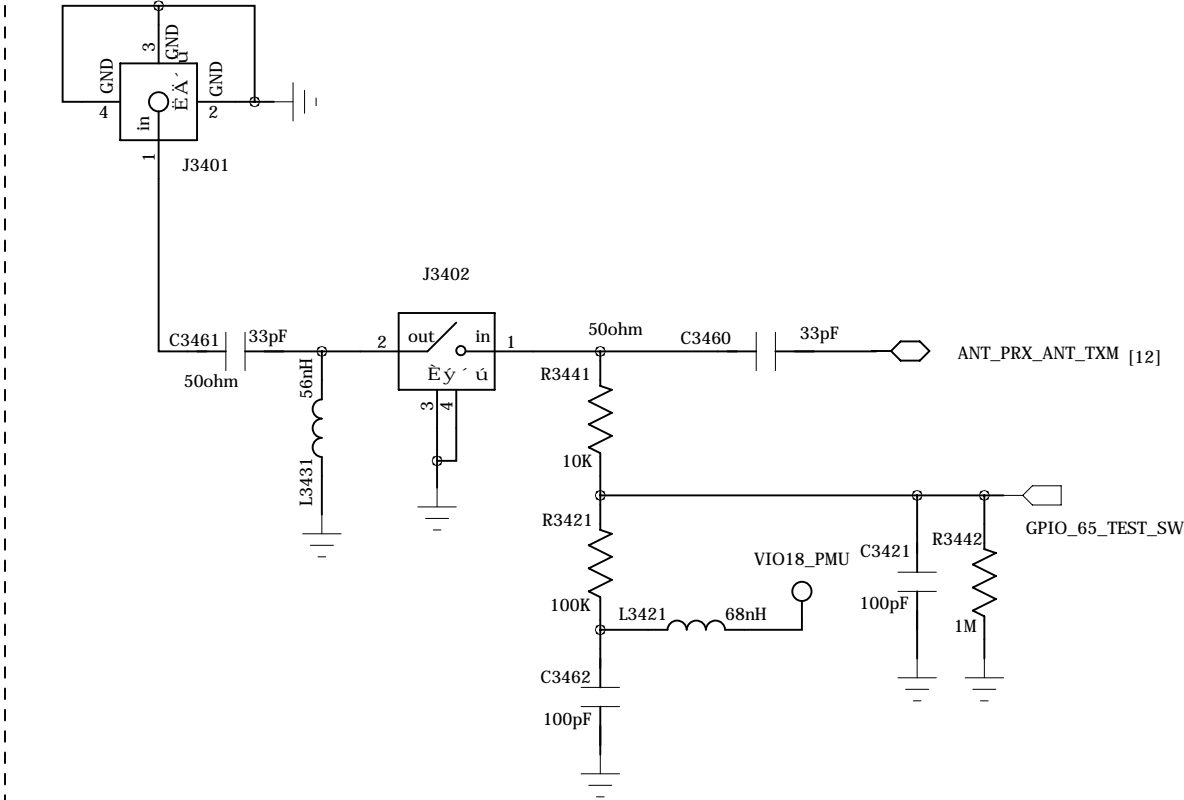 3
GND
GND
GND
4
2
ËÄ´ú
in
1
J3401
J3402
C3461
33pF
50ohm
2
out
in
1
Èý´ú
3
4
56nH
L3431
50ohm
C3460
33pF
ANT_PRX_ANT_TXM [12]
R3441
10K
R3421
100K
GPIO_65_TEST_SW
VIO18_PMU
C3421
100pF
R3442
1M
L3421
68nH
C3462
100pF